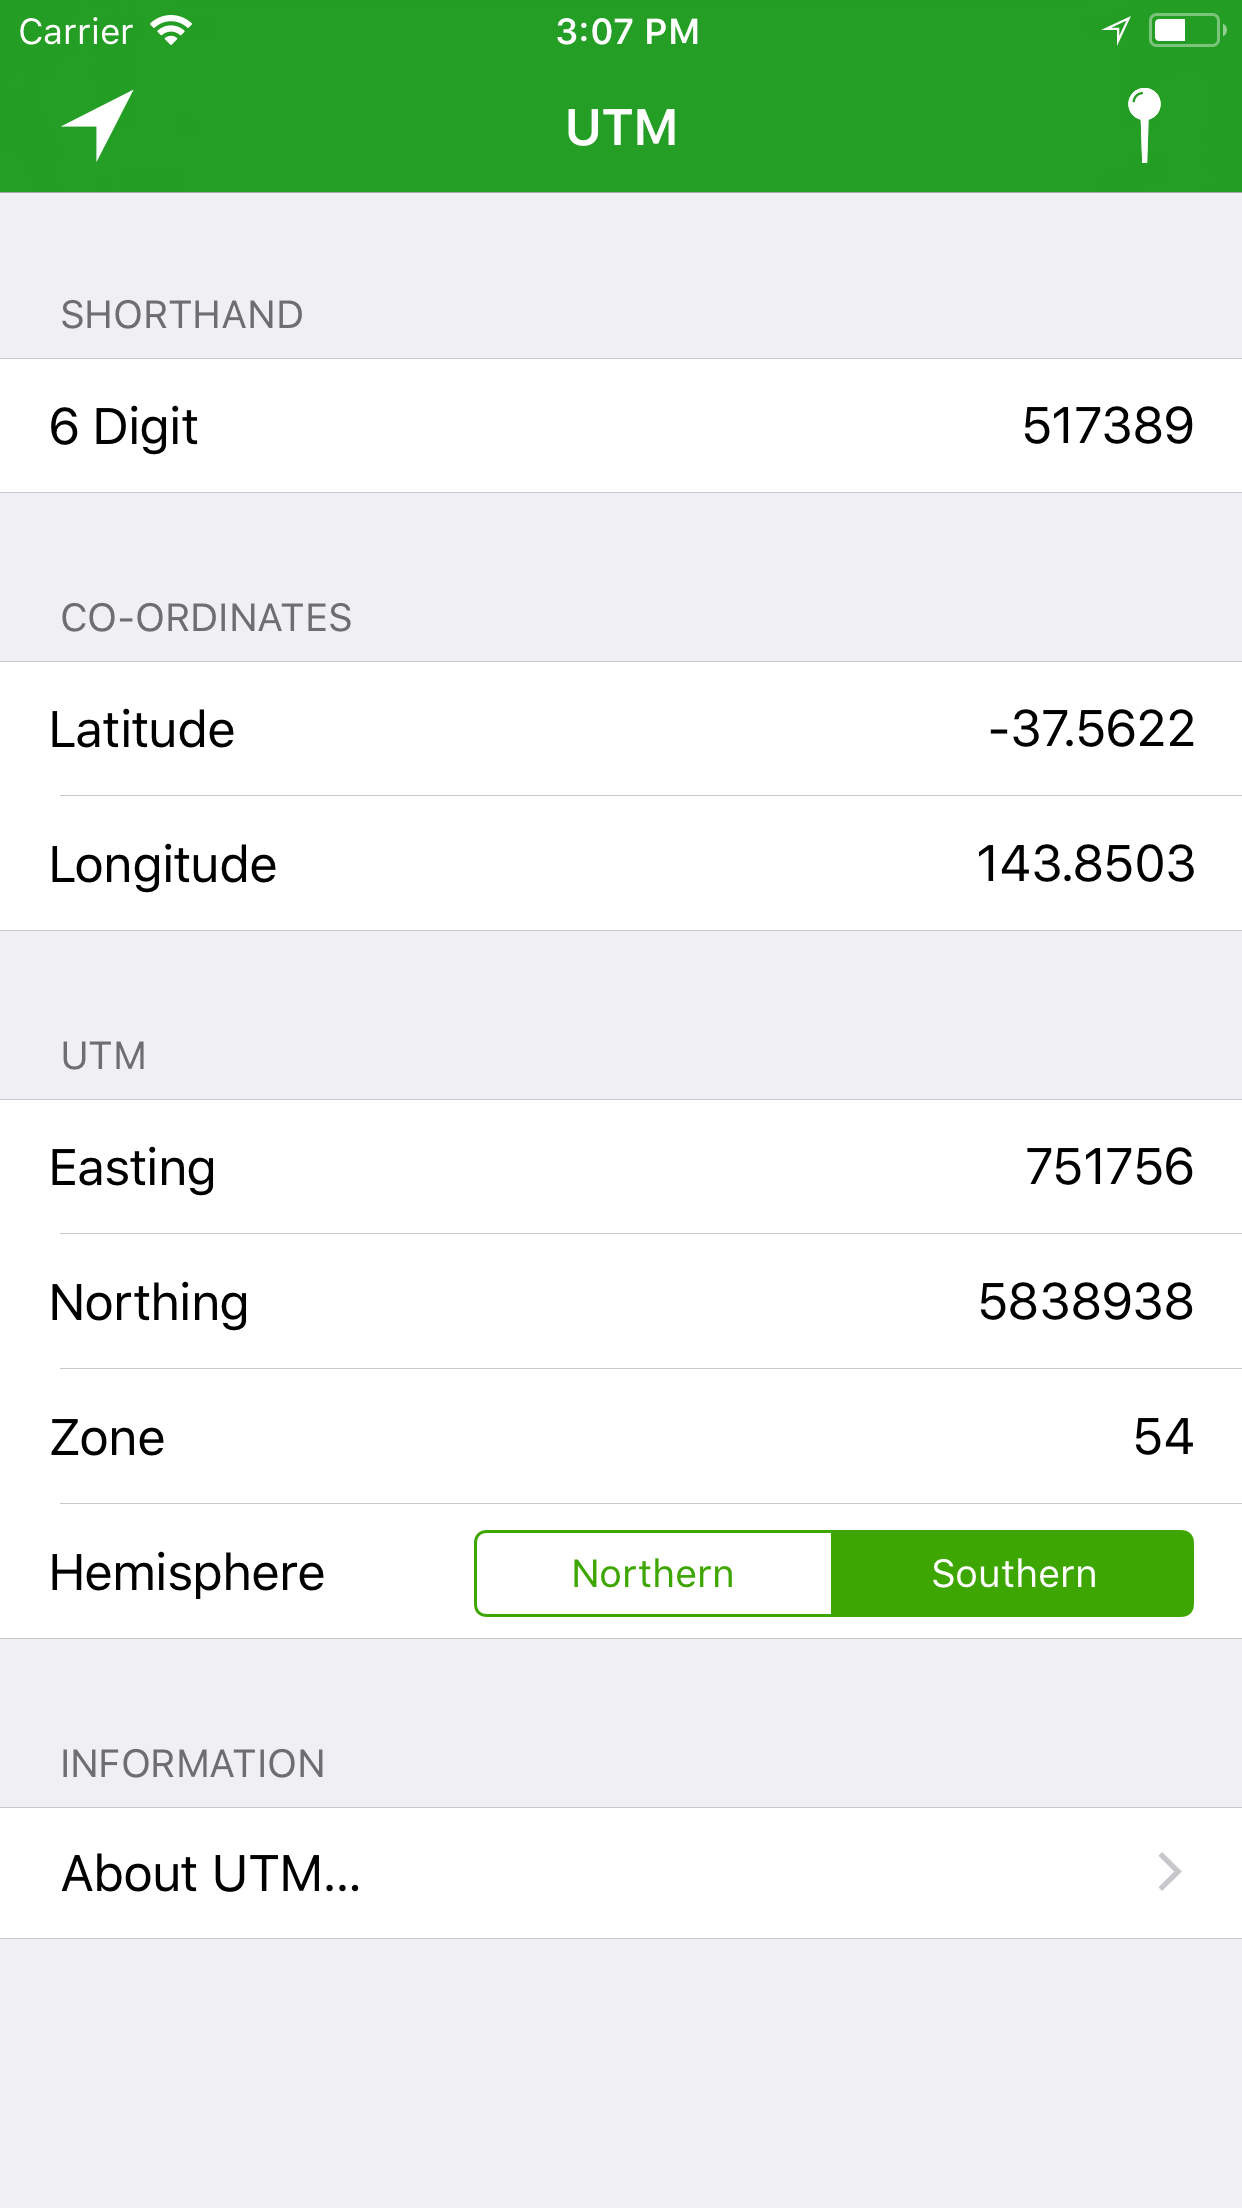 Carrier 3:07 PM
UTM
SHORTHAND
6 Digit 517389
CO-ORDINATES
Latitude -37.5622
Longitude 143.8503
UTM
Easting 751756
Northing 5838938
Zone 54
Hemisphere Northern Southern
INFORMATION
About UTM...